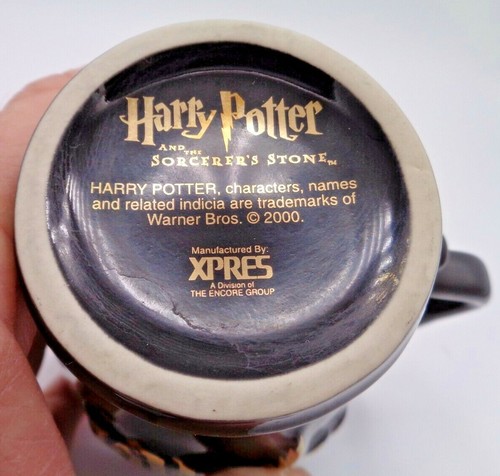 Harry Potter
AND THE
SORCERER'S STONE™
HARRY POTTER, characters, names
and related indicia are trademarks of
Warner Bros. © 2000.
Manufactured By:
XPRES
A Division of
THE ENCORE GROUP